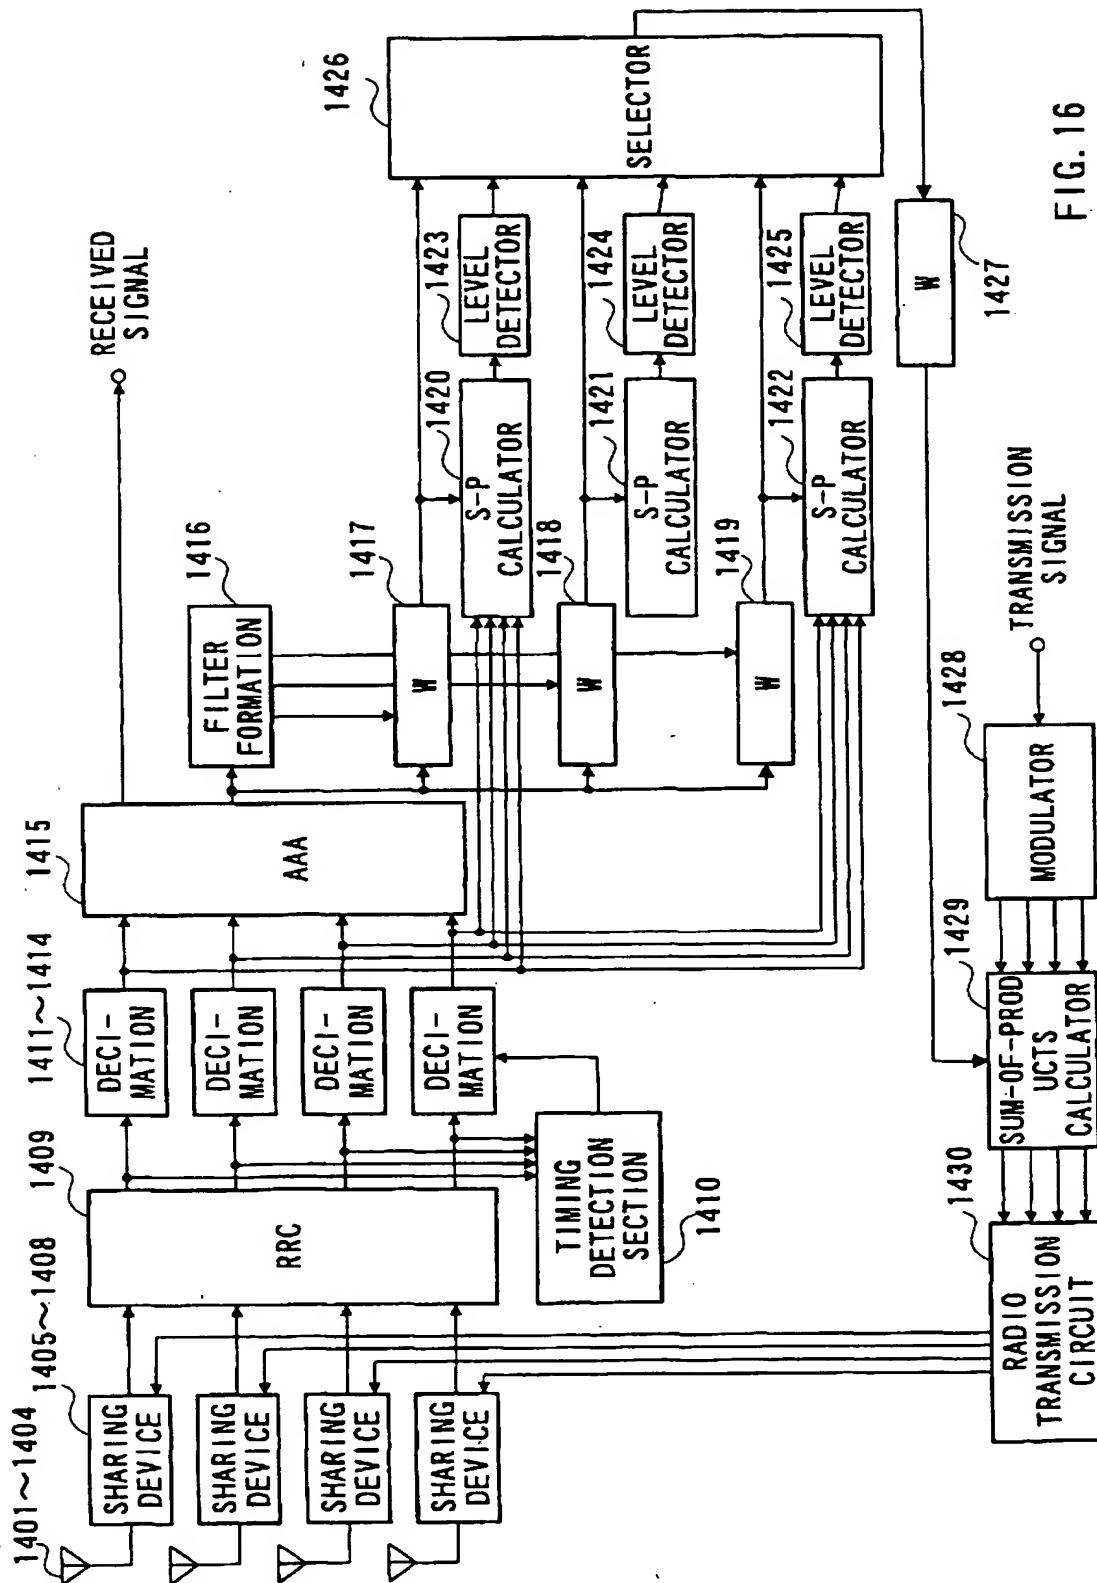 1401~1404
SHARING
DEVICE
SHARING
DEVICE
SHARING
DEVICE
SHARING
DEVICE
1405~1408
RRC
1409
TIMING
DETECTION
SECTION
1410
DECI-
MATION
DECI-
MATION
DECI-
MATION
DECI-
MATION
1411~1414
AAA
1415
RECEIVED
SIGNAL
FILTER
FORMATION
1416
W
1417
W
1418
W
1419
S-P
CALCULATOR
1420
S-P
CALCULATOR
1421
S-P
CALCULATOR
1422
LEVEL
DETECTOR
1423
LEVEL
DETECTOR
1424
LEVEL
DETECTOR
1425
SELECTOR
1426
W
1427
TRANSMISSION
SIGNAL
MODULATOR
1428
SUM-OF-PROD
UCTS
CALCULATOR
1429
RADIO
TRANSMISSION
CIRCUIT
1430
FIG. 16